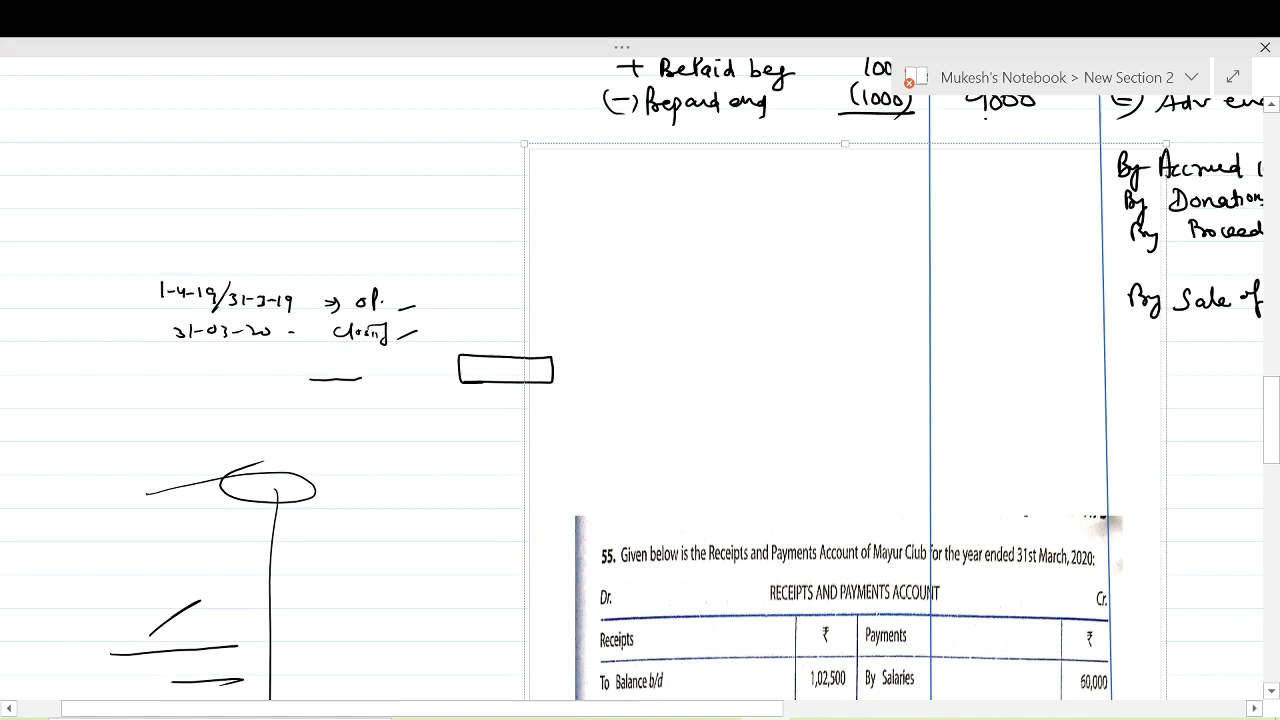 + Bepaid beg 100
Mukesh's Notebook > New Section 2
(-) Prepaid end (1000) 9000 (-) Adv en
By Accrued
By Donation
By Proceed
1-4-19/31-3-19 ⇒ op.
31-03-20 - closing
By Sale of
55. Given below is the Receipts and Payments Account of Mayur Club for the year ended 31st March, 2020:
RECEIPTS AND PAYMENTS ACCOUNT
Dr. Cr.
Receipts ₹ Payments ₹
To Balance b/d 1,02,500 By Salaries 60,000